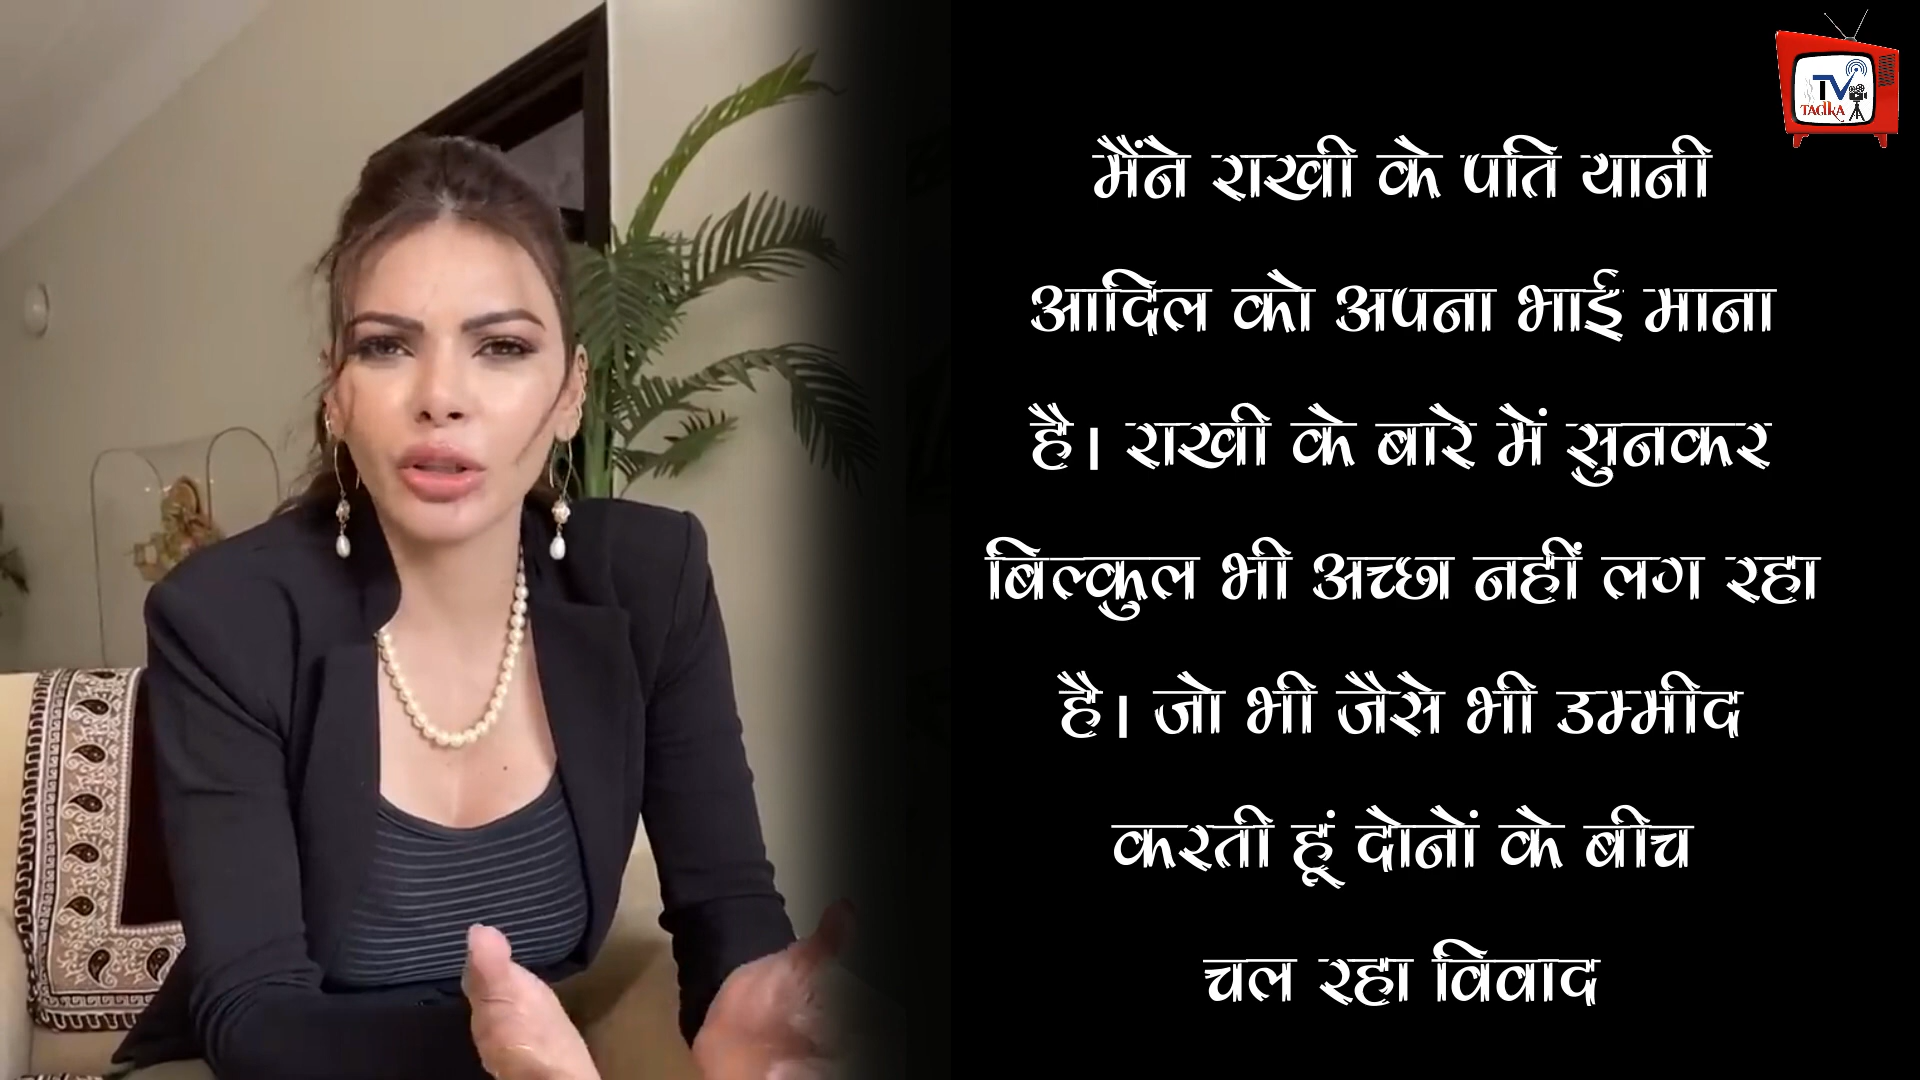 TV
TADKA
मैंने राखी के पति यानी
आदिल को अपना भाई माना
है। राखी के बारे में सुनकर
बिल्कुल भी अच्छा नहीं लग रहा
है। जो भी जैसे भी उम्मीद
करती हूं दोनों के बीच
चल रहा विवाद